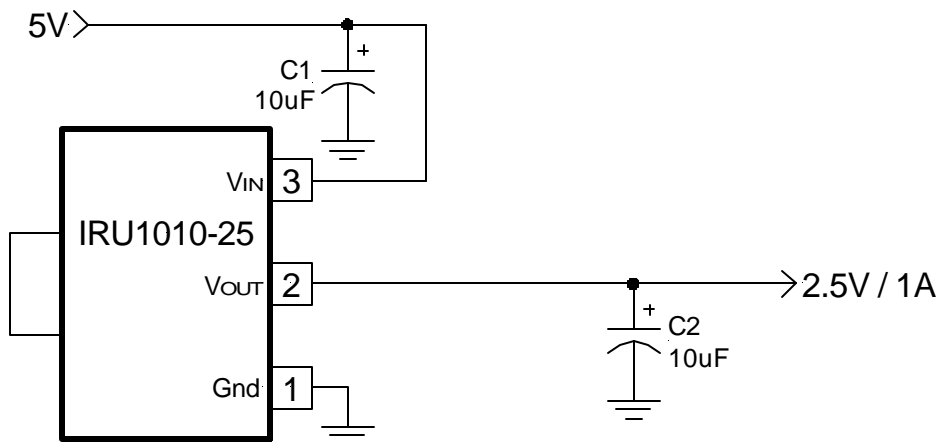 5V
+
C1
10uF
VIN
3
IRU1010-25
VOUT
2
2.5V / 1A
+
C2
10uF
Gnd
1